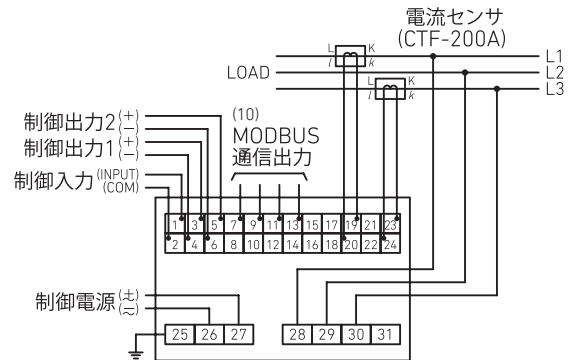 電流センサ
(CTF-200A)
L K
l k
L1
LOAD
L2
L K
l k
L3
制御出力2(+)
(−)
制御出力1(+)
(−)
制御入力(INPUT)
(COM)
(10)
MODBUS
通信出力
1 3 5 7 9 11 13 15 17 19 21 23
2 4 6 8 10 12 14 16 18 20 22 24
制御電源(±)
(≂)
25 26 27 28 29 30 31